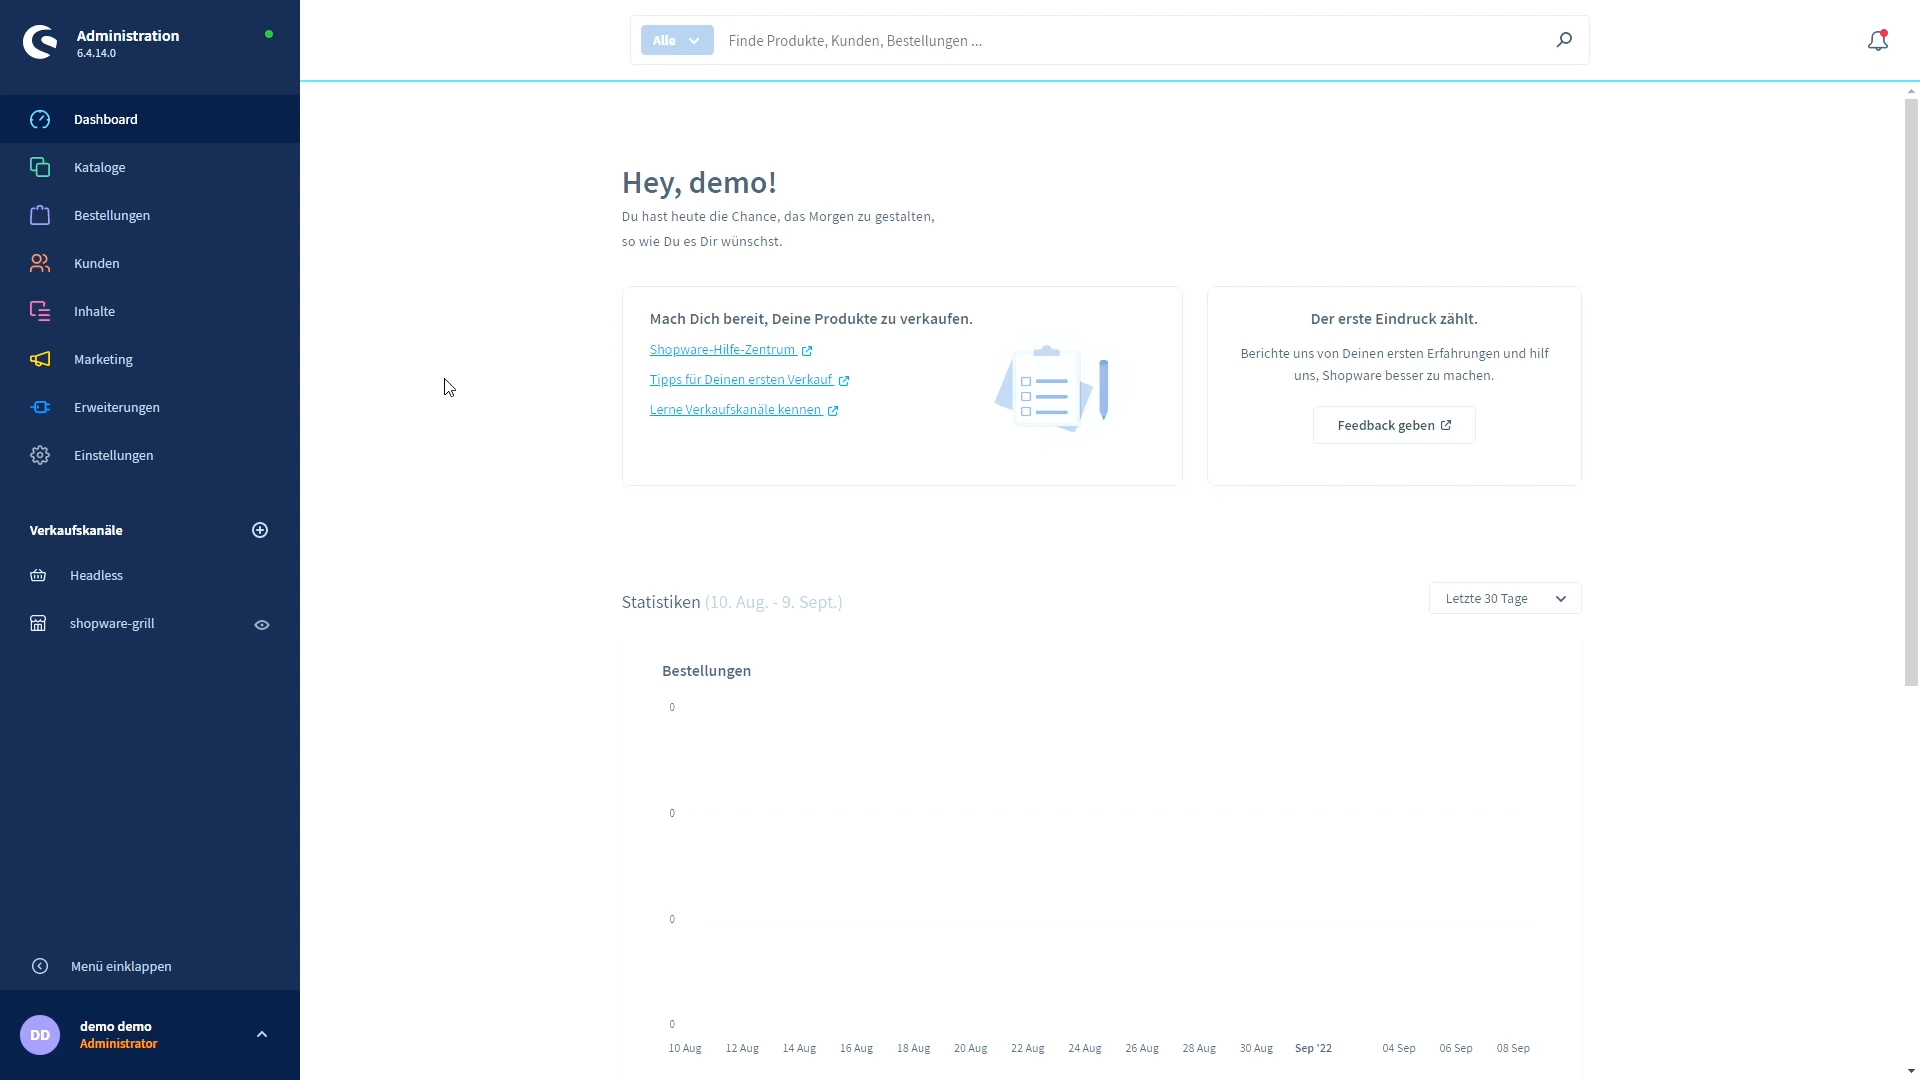 Administration
6.4.14.0
Alle
Finde Produkte, Kunden, Bestellungen ...
Dashboard
Kataloge
Bestellungen
Kunden
Inhalte
Marketing
Erweiterungen
Einstellungen
Verkaufskanäle
Headless
shopware-grill
Menü einklappen
DD
demo demo
Administrator
Hey, demo!
Du hast heute die Chance, das Morgen zu gestalten,
so wie Du es Dir wünschst.
Mach Dich bereit, Deine Produkte zu verkaufen.
Shopware-Hilfe-Zentrum
Tipps für Deinen ersten Verkauf
Lerne Verkaufskanäle kennen
Der erste Eindruck zählt.
Berichte uns von Deinen ersten Erfahrungen und hilf
uns, Shopware besser zu machen.
Feedback geben
Statistiken (10. Aug. - 9. Sept.)
Letzte 30 Tage
Bestellungen
0
0
0
0
10 Aug 12 Aug 14 Aug 16 Aug 18 Aug 20 Aug 22 Aug 24 Aug 26 Aug 28 Aug 30 Aug Sep '22 04 Sep 06 Sep 08 Sep